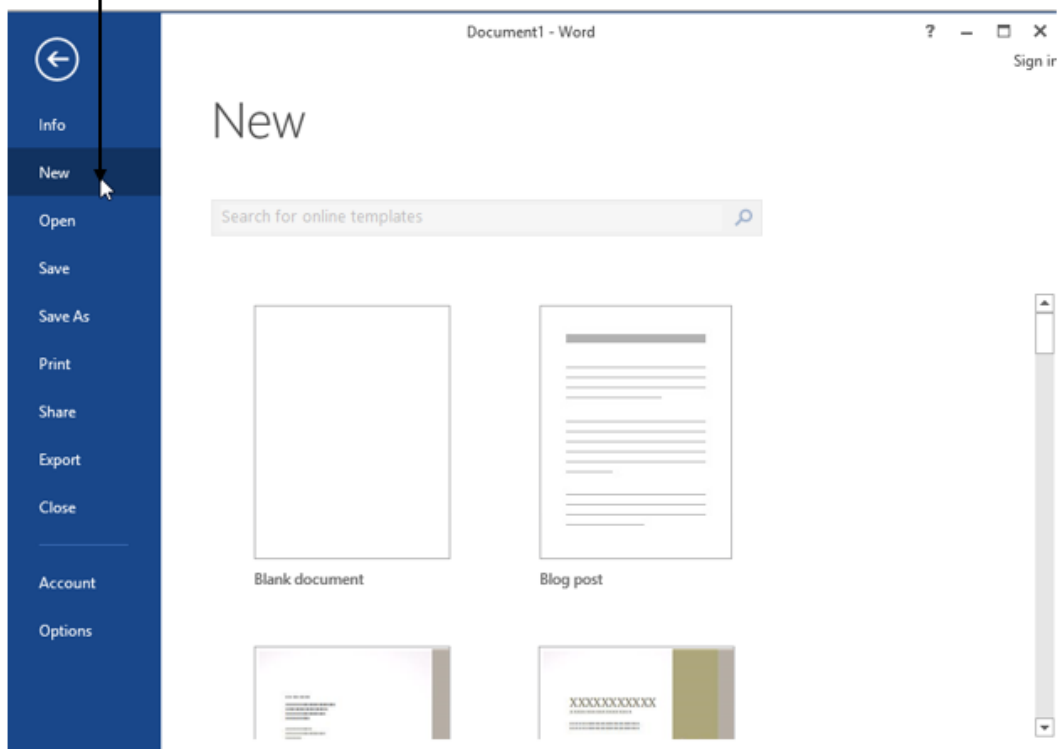 Document1 - Word
?
Sign in
Info
New
Open
Save
Save As
Print
Share
Export
Close
Account
Options
New
Search for online templates
Blank document
Blog post
XXXXXXXXXXX